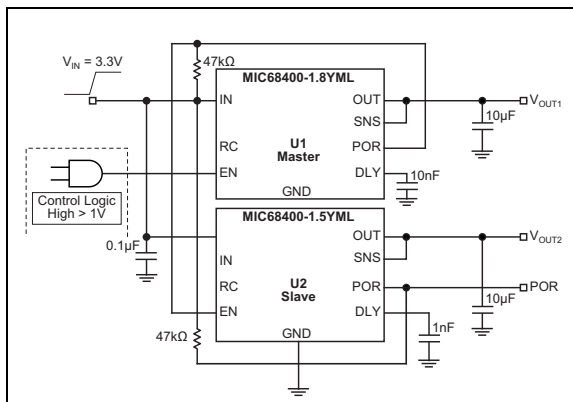 V_IN = 3.3V
47kΩ
MIC68400-1.8YML
IN
OUT
V_OUT1
SNS
10µF
RC
U1
Master
POR
EN
DLY
10nF
GND
Control Logic
High > 1V
MIC68400-1.5YML
0.1µF
OUT
V_OUT2
IN
SNS
RC
U2
Slave
POR
POR
10µF
EN
DLY
1nF
47kΩ
GND